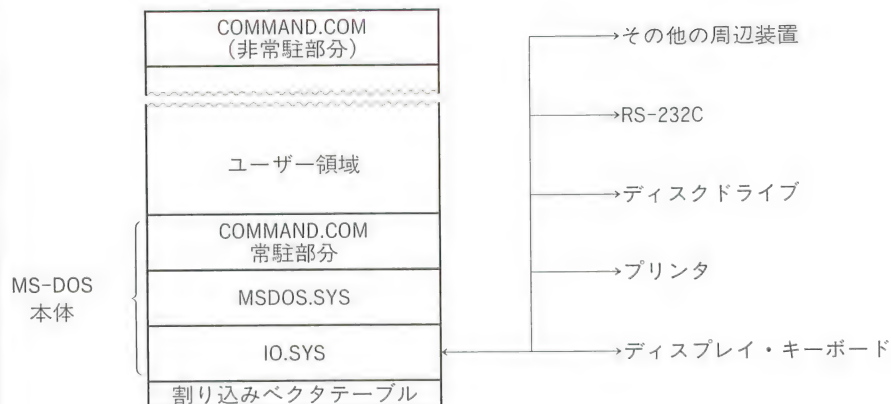 COMMAND.COM
(非常駐部分)
ユーザー領域
COMMAND.COM
常駐部分
MSDOS.SYS
IO.SYS
割り込みベクタテーブル
MS-DOS
本体
その他の周辺装置
RS-232C
ディスクドライブ
プリンタ
ディスプレイ・キーボード